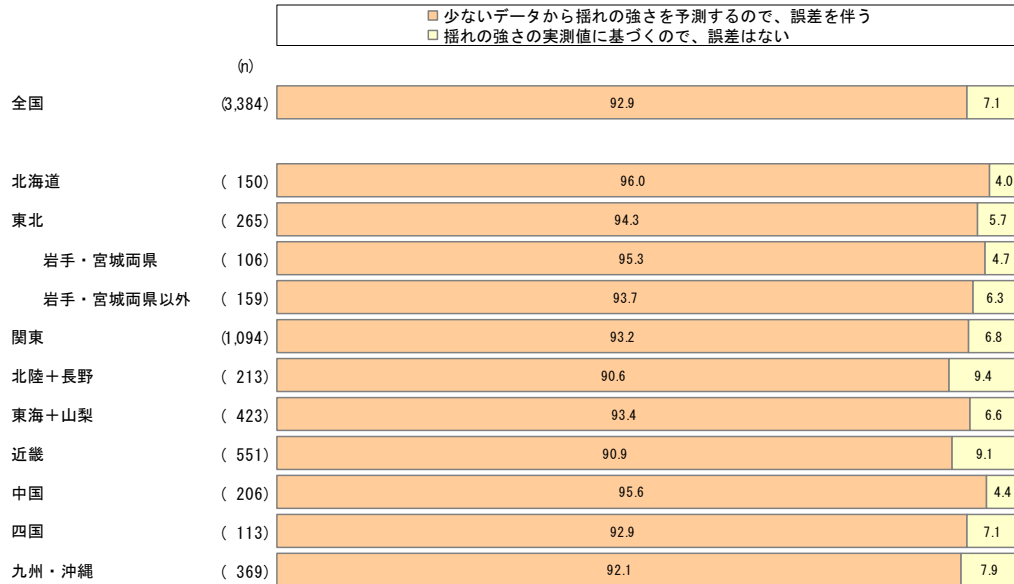 少ないデータから揺れの強さを予測するので、誤差を伴う
揺れの強さの実測値に基づくので、誤差はない
(n)
全国 (3,384) 92.9 7.1
北海道 ( 150) 96.0 4.0
東北 ( 265) 94.3 5.7
岩手・宮城両県 ( 106) 95.3 4.7
岩手・宮城両県以外 ( 159) 93.7 6.3
関東 (1,094) 93.2 6.8
北陸+長野 ( 213) 90.6 9.4
東海+山梨 ( 423) 93.4 6.6
近畿 ( 551) 90.9 9.1
中国 ( 206) 95.6 4.4
四国 ( 113) 92.9 7.1
九州・沖縄 ( 369) 92.1 7.9